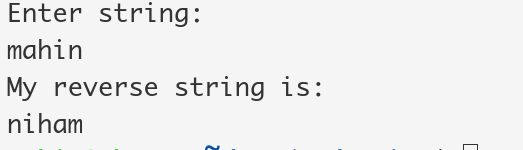 Enter string:
mahin
My reverse string is:
niham